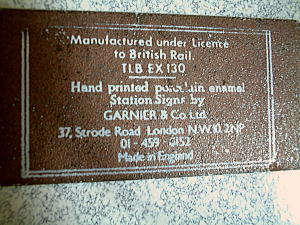 Manufactured under Licence
to British Rail.
TLB EX 130
Hand printed porcelain enamel
Station Signs by
GARNIER & Co Ltd
37, Strode Road London N.W.10. 2NP
01 - 459 - 0152
Made in England